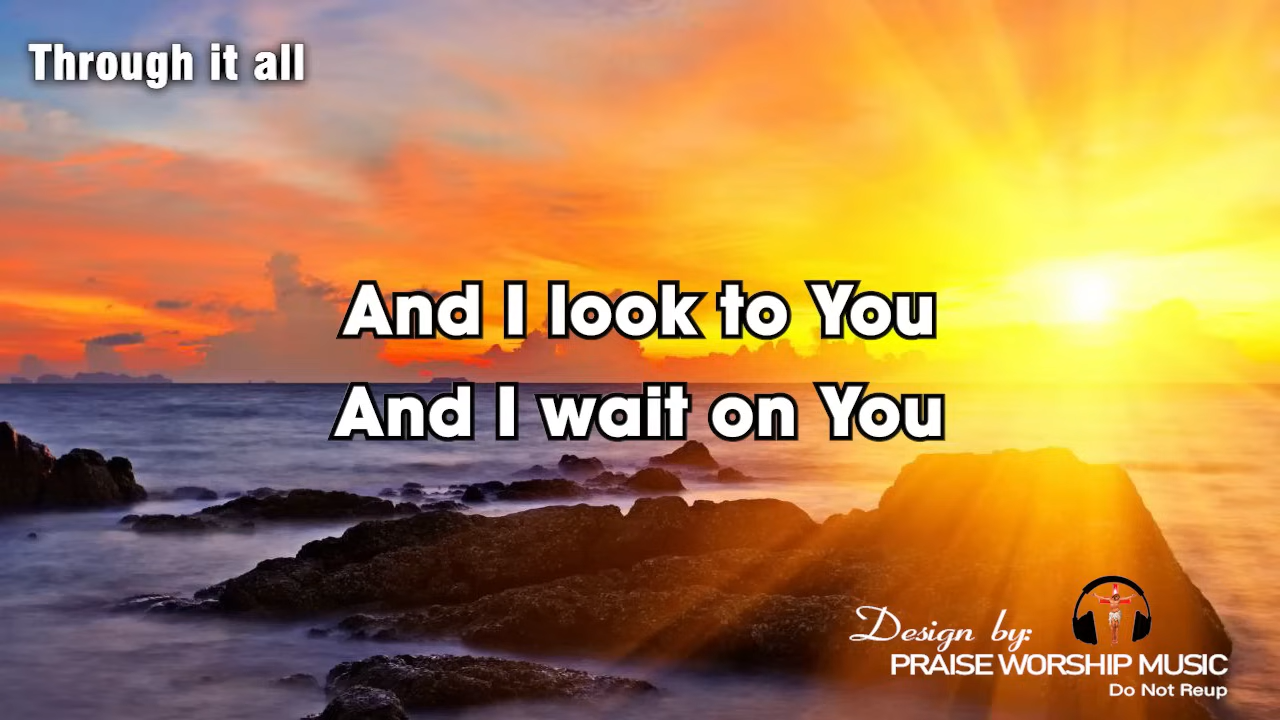 Through it all
And I look to You
And I wait on You
Design by:
PRAISE WORSHIP MUSIC
Do Not Reup